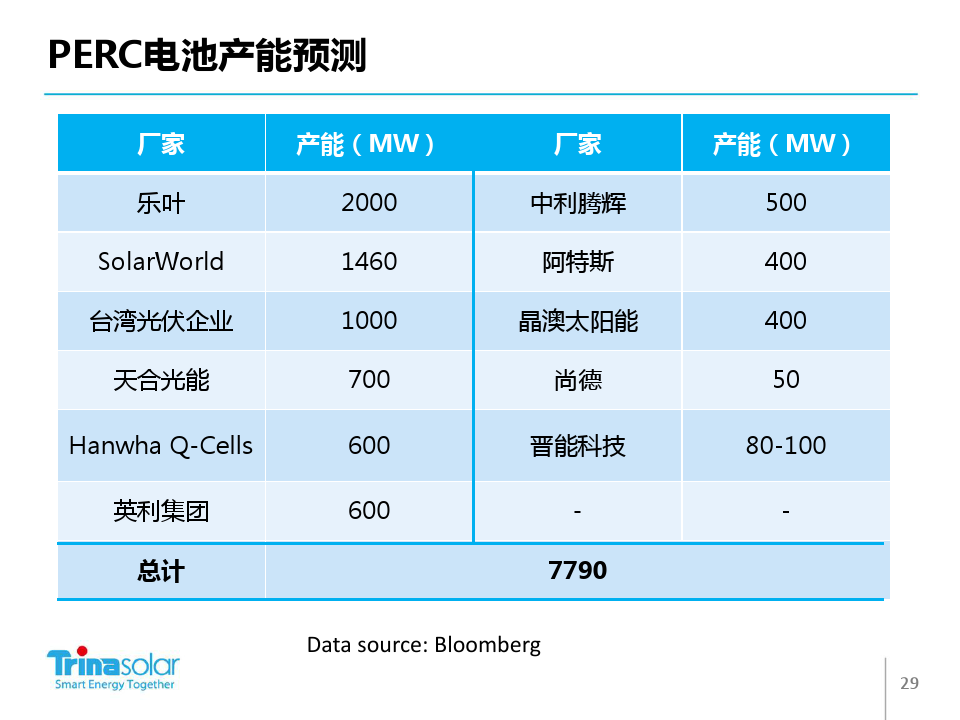 PERC电池产能预测
厂家 产能（MW） 厂家 产能（MW）
乐叶 2000 中利腾辉 500
SolarWorld 1460 阿特斯 400
台湾光伏企业 1000 晶澳太阳能 400
天合光能 700 尚德 50
Hanwha Q-Cells 600 晋能科技 80-100
英利集团 600 - -
总计 7790
Data source: Bloomberg
Trinasolar
Smart Energy Together
29